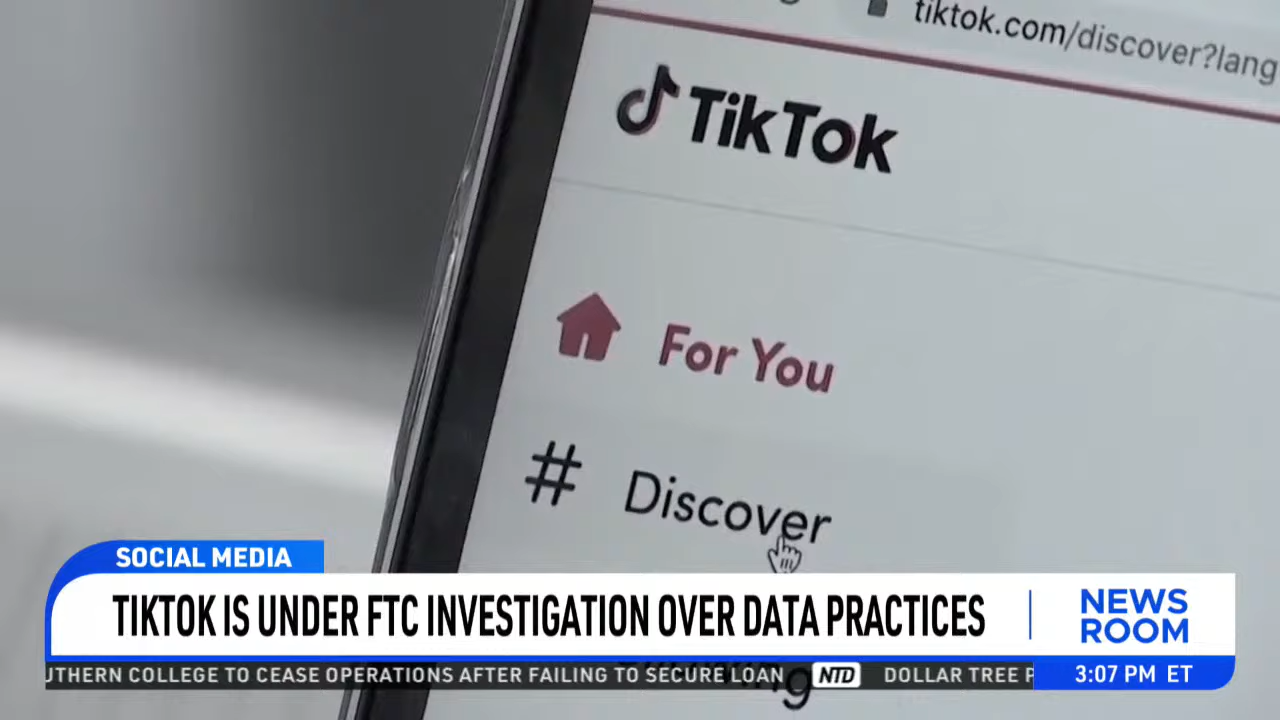 tiktok.com/discover?lang
TikTok
For You
# Discover
SOCIAL MEDIA
TIKTOK IS UNDER FTC INVESTIGATION OVER DATA PRACTICES
NEWS
ROOM
UTHERN COLLEGE TO CEASE OPERATIONS AFTER FAILING TO SECURE LOAN NTD DOLLAR TREE P
3:07 PM ET